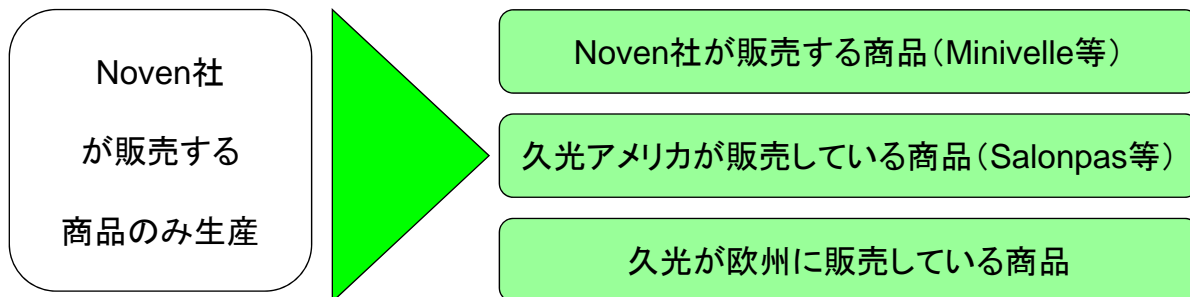 Noven社
が販売する
商品のみ生産
Noven社が販売する商品（Minivelle等）
久光アメリカが販売している商品（Salonpas等）
久光が欧州に販売している商品